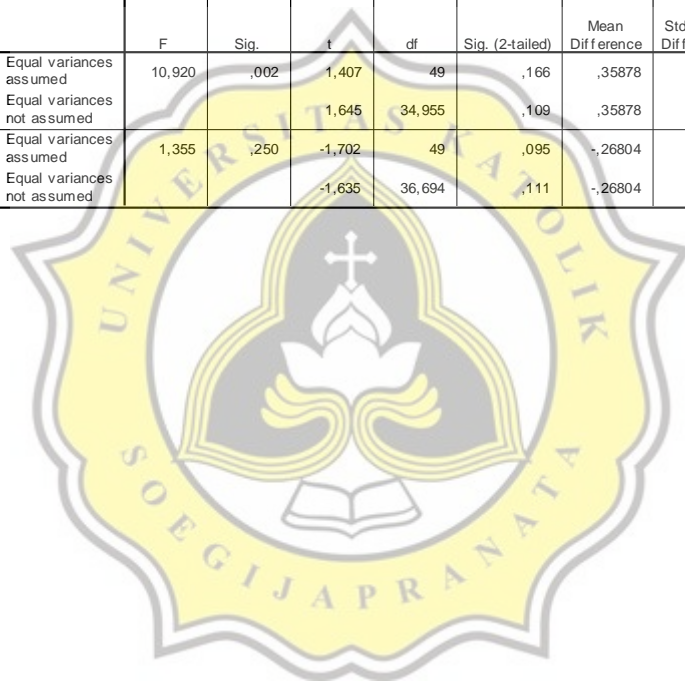 Mean Std
F Sig. t df Sig. (2-tailed) Difference Diff
Equal variances
assumed 10,920 ,002 1,407 49 ,166 ,35878
Equal variances
not assumed 1,645 34,955 ,109 ,35878
Equal variances
assumed 1,355 ,250 -1,702 49 ,095 -,26804
Equal variances
not assumed -1,635 36,694 ,111 -,26804
UNIVERSITAS KATOLIK
SOEGIJAPRANATA